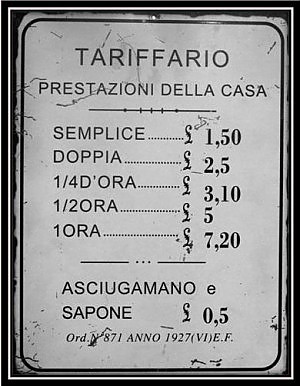 TARIFFARIO
PRESTAZIONI DELLA CASA
SEMPLICE............£ 1,50
DOPPIA.................£ 2,5
1/4D'ORA..............£ 3,10
1/2ORA.................£ 5
1ORA....................£ 7,20
ASCIUGAMANO e
SAPONE £ 0,5
Ord.N°871 ANNO 1927(VI)E.F.